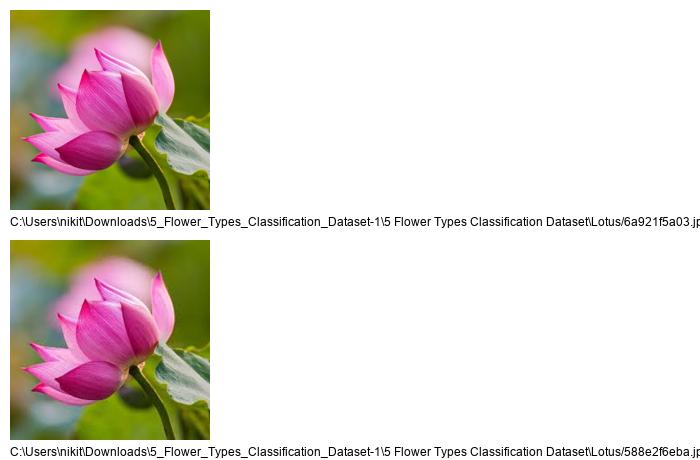 C:\Users\nikit\Downloads\5_Flower_Types_Classification_Dataset-1\5 Flower Types Classification Dataset\Lotus/6a921f5a03.jp
C:\Users\nikit\Downloads\5_Flower_Types_Classification_Dataset-1\5 Flower Types Classification Dataset\Lotus/588e2f6eba.jp